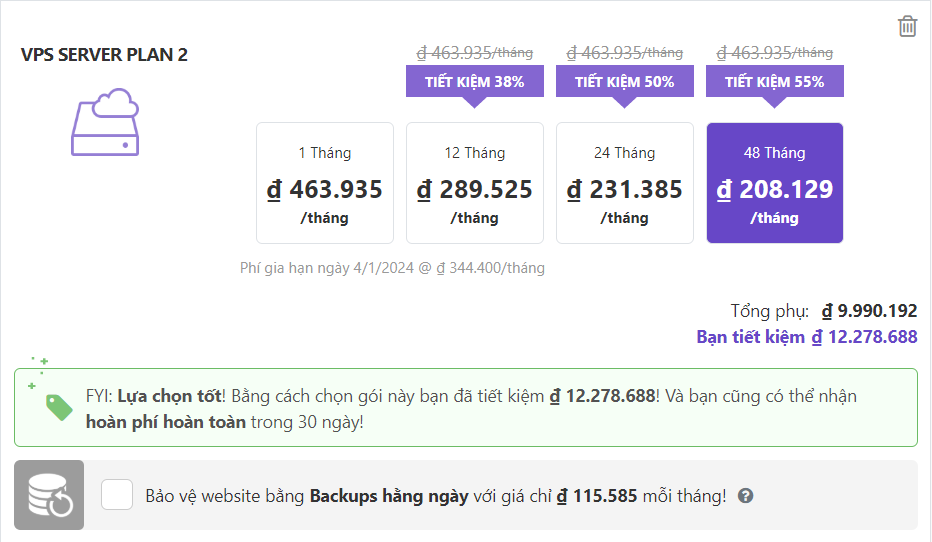 VPS SERVER PLAN 2
₫ 463.935/tháng
TIẾT KIỆM 38%
₫ 463.935/tháng
TIẾT KIỆM 50%
₫ 463.935/tháng
TIẾT KIỆM 55%
1 Tháng
₫ 463.935
/tháng
12 Tháng
₫ 289.525
/tháng
24 Tháng
₫ 231.385
/tháng
48 Tháng
₫ 208.129
/tháng
Phí gia hạn ngày 4/1/2024 @ ₫ 344.400/tháng
Tổng phụ: ₫ 9.990.192
Bạn tiết kiệm ₫ 12.278.688
FYI: Lựa chọn tốt! Bằng cách chọn gói này bạn đã tiết kiệm ₫ 12.278.688! Và bạn cũng có thể nhận
hoàn phí hoàn toàn trong 30 ngày!
Bảo vệ website bằng Backups hằng ngày với giá chỉ ₫ 115.585 mỗi tháng! ?